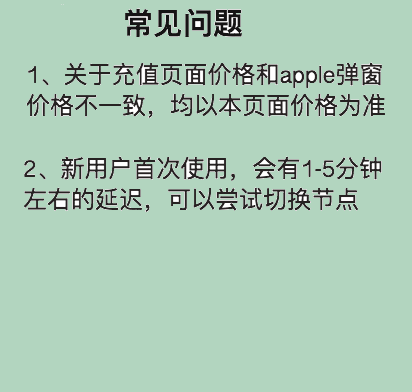 常见问题
1、关于充值页面价格和apple弹窗
价格不一致，均以本页面价格为准
2、新用户首次使用，会有1-5分钟
左右的延迟，可以尝试切换节点